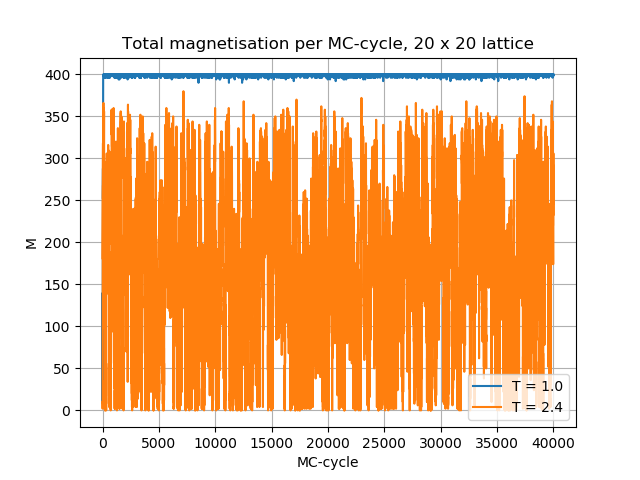 Total magnetisation per MC-cycle, 20 x 20 lattice
400
350
300
250
200
150
100
50
0
M
T = 1.0
T = 2.4
0 5000 10000 15000 20000 25000 30000 35000 40000
MC-cycle